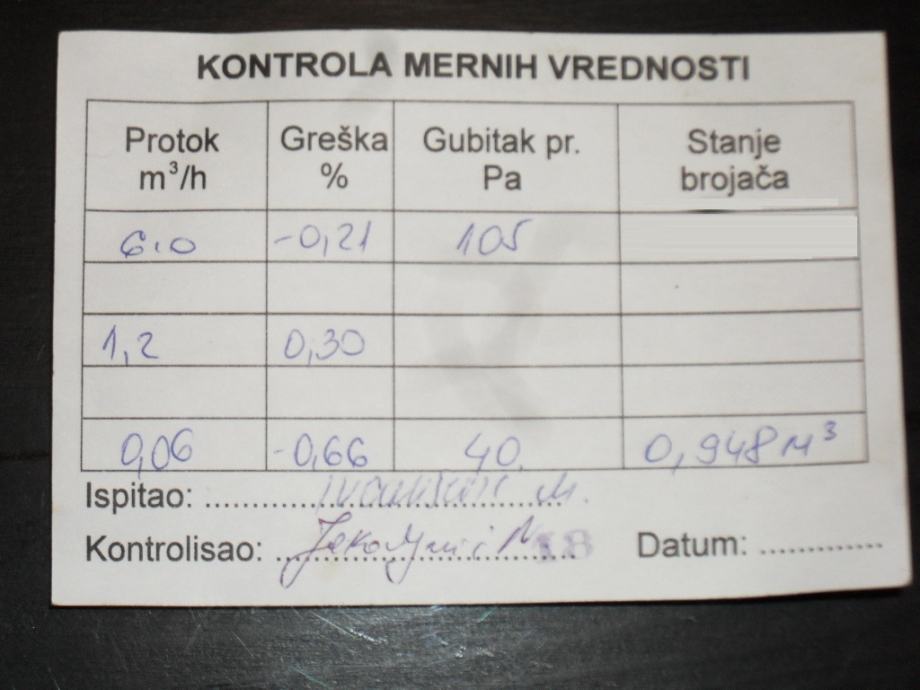 KONTROLA MERNIH VREDNOSTI
Protok m³/h Greška % Gubitak pr. Pa Stanje brojača
6.0 -0,21 105
1,2 0,30
0,06 -0,66 40 0,948 м³
Ispitao: M.
Kontrolisao: N Datum: